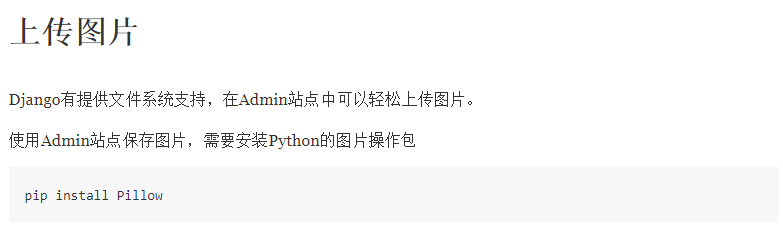 上传图片
Django有提供文件系统支持，在Admin站点中可以轻松上传图片。
使用Admin站点保存图片，需要安装Python的图片操作包
pip install Pillow